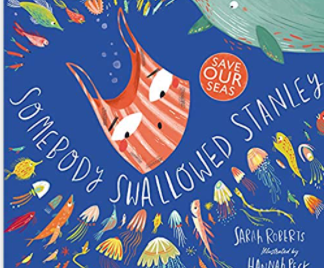 SAVE
OUR
SEAS
SOMEBODY SWALLOWED STANLEY
SARAH ROBERTS
Illustrated by
HANNAH PECK